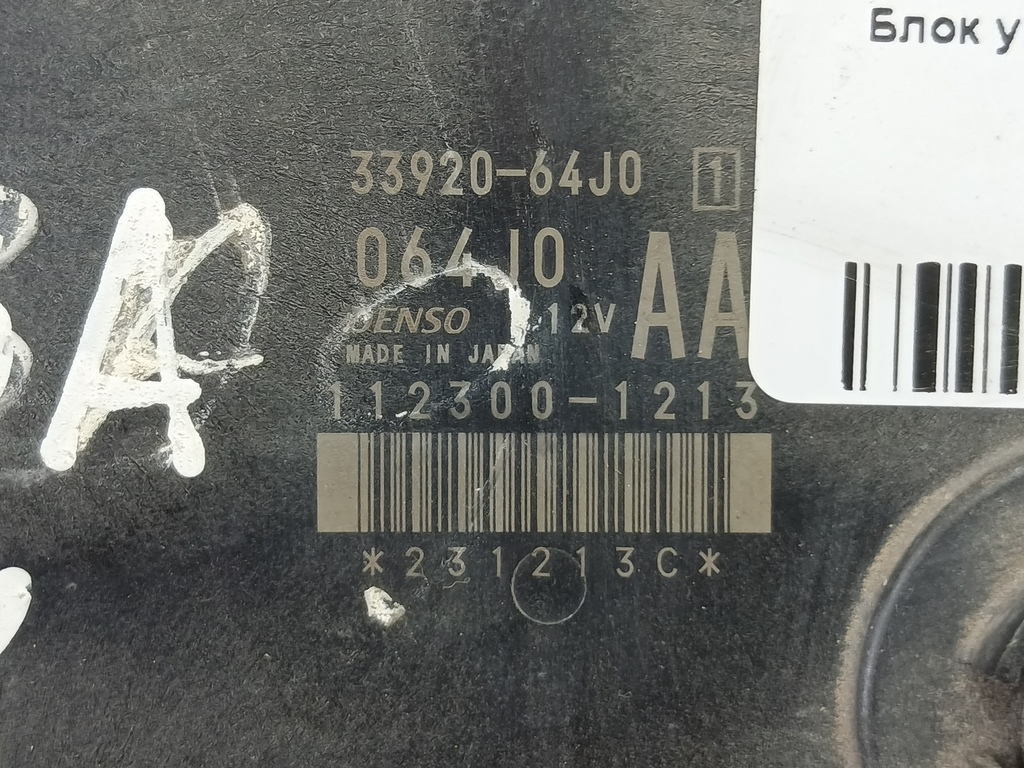 Блок у
33920-64J0 1
064J0 AA
DENSO 12V
MADE IN JAPAN
112300-1213
*231213C*